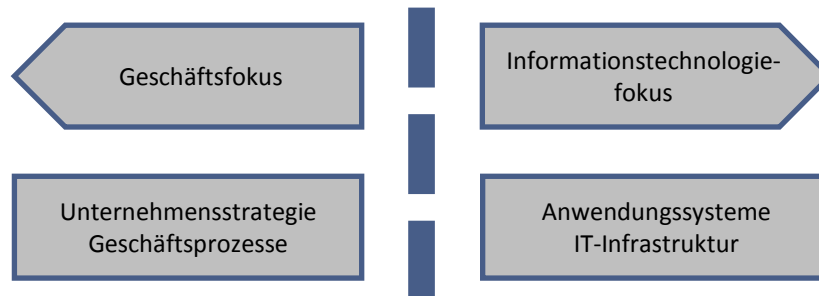 Geschäftsfokus
Informationstechnologie-
fokus
Unternehmensstrategie
Geschäftsprozesse
Anwendungssysteme
IT-Infrastruktur